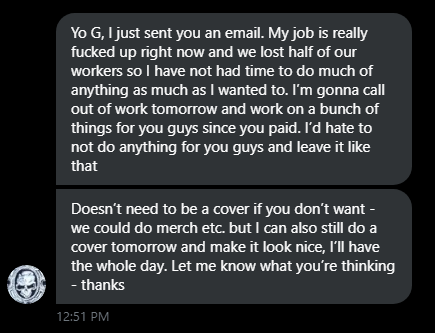 Yo G, I just sent you an email. My job is really
fucked up right now and we lost half of our
workers so I have not had time to do much of
anything as much as I wanted to. I'm gonna call
out of work tomorrow and work on a bunch of
things for you guys since you paid. I'd hate to
not do anything for you guys and leave it like
that
Doesn't need to be a cover if you don't want -
we could do merch etc. but I can also still do a
cover tomorrow and make it look nice, I'll have
the whole day. Let me know what you're thinking
- thanks
12:51 PM